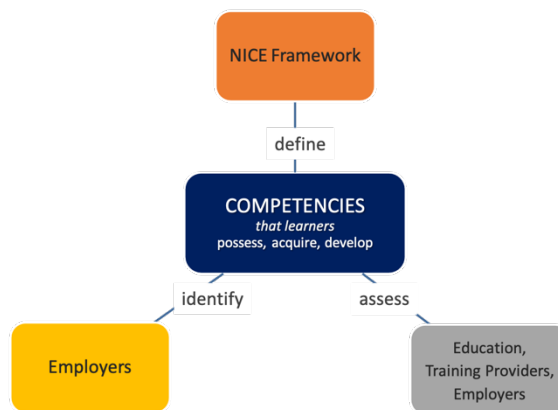 NICE Framework
define
COMPETENCIES
that learners
possess, acquire, develop
identify
assess
Employers
Education,
Training Providers,
Employers